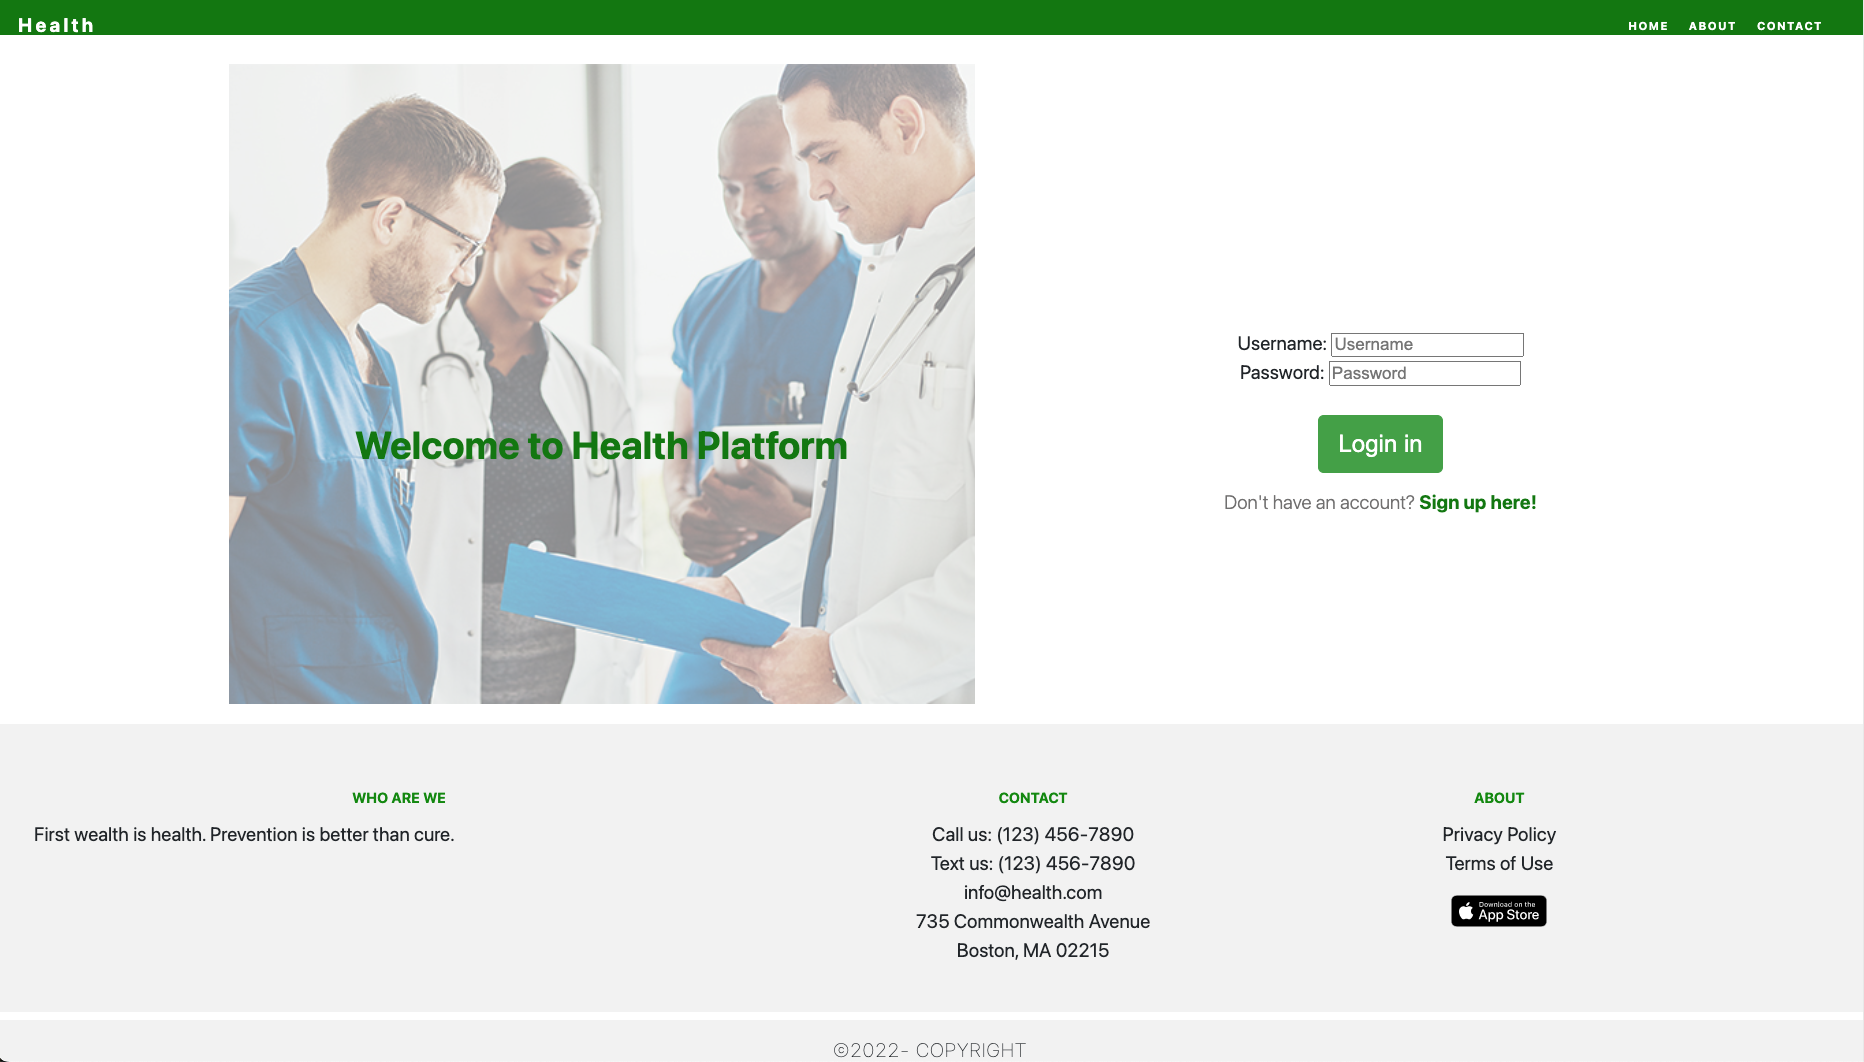 Health
HOME ABOUT CONTACT
Welcome to Health Platform
Username: Username
Password: Password
Login in
Don't have an account? Sign up here!
WHO ARE WE
First wealth is health. Prevention is better than cure.
CONTACT
Call us: (123) 456-7890
Text us: (123) 456-7890
info@health.com
735 Commonwealth Avenue
Boston, MA 02215
ABOUT
Privacy Policy
Terms of Use
Download on the
App Store
©2022- COPYRIGHT